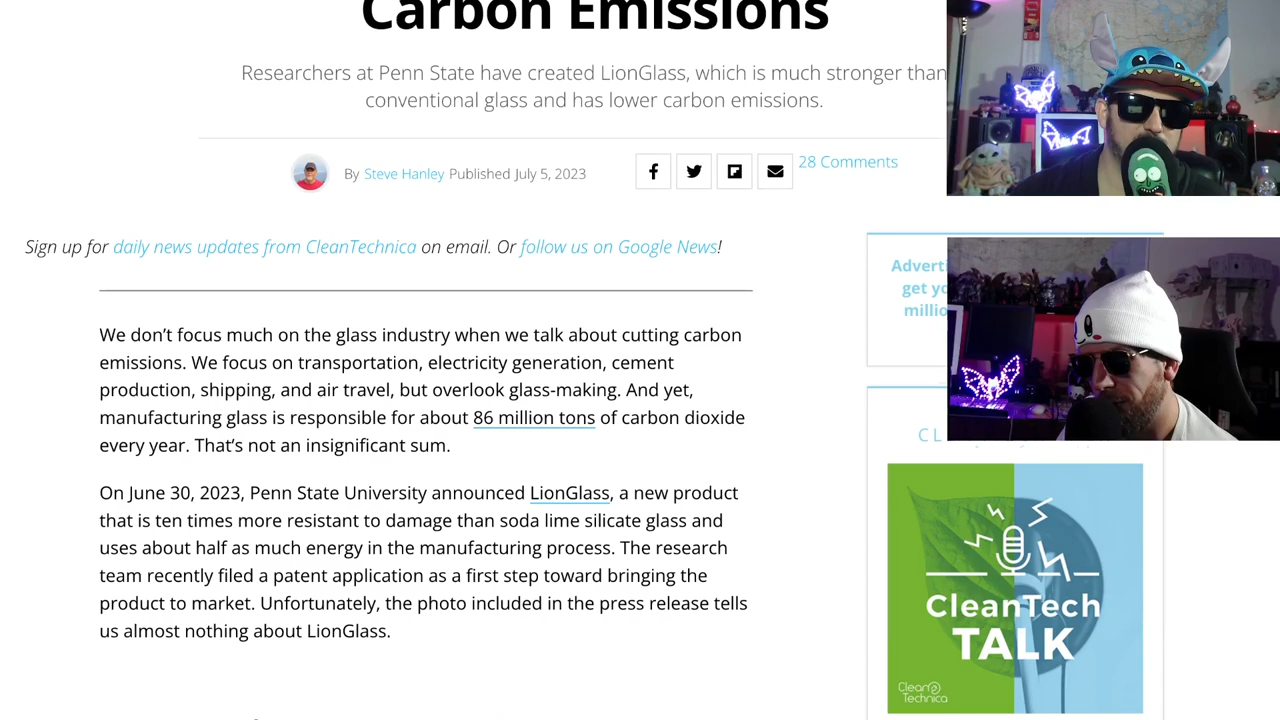 Carbon Emissions
Researchers at Penn State have created LionGlass, which is much stronger than
conventional glass and has lower carbon emissions.
By Steve Hanley Published July 5, 2023
28 Comments
Sign up for daily news updates from CleanTechnica on email. Or follow us on Google News!
We don’t focus much on the glass industry when we talk about cutting carbon
emissions. We focus on transportation, electricity generation, cement
production, shipping, and air travel, but overlook glass-making. And yet,
manufacturing glass is responsible for about 86 million tons of carbon dioxide
every year. That’s not an insignificant sum.
On June 30, 2023, Penn State University announced LionGlass, a new product
that is ten times more resistant to damage than soda lime silicate glass and
uses about half as much energy in the manufacturing process. The research
team recently filed a patent application as a first step toward bringing the
product to market. Unfortunately, the photo included in the press release tells
us almost nothing about LionGlass.
Adverti
get yo
millio
CL
CleanTech
TALK
Clean
Technica